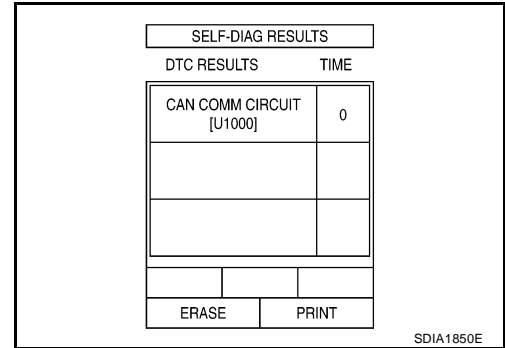 SELF-DIAG RESULTS
DTC RESULTS TIME
CAN COMM CIRCUIT 0
[U1000]
ERASE PRINT
SDIA1850E